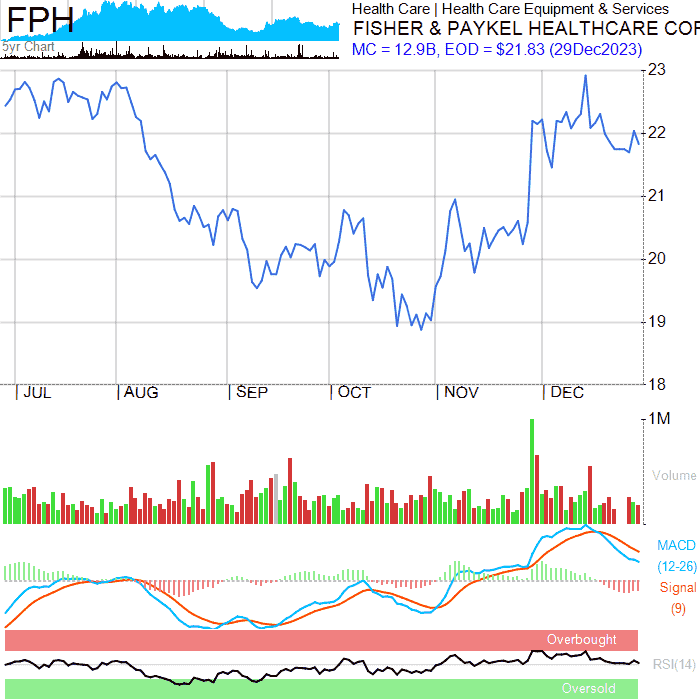 FPH
5yr Chart
Health Care | Health Care Equipment & Services
FISHER & PAYKEL HEALTHCARE COR
MC = 12.9B, EOD = $21.83 (29Dec2023)
23
22
21
20
19
18
JUL AUG SEP OCT NOV DEC
1M
Volume
MACD
(12-26)
Signal
(9)
Overbought
RSI(14)
Oversold